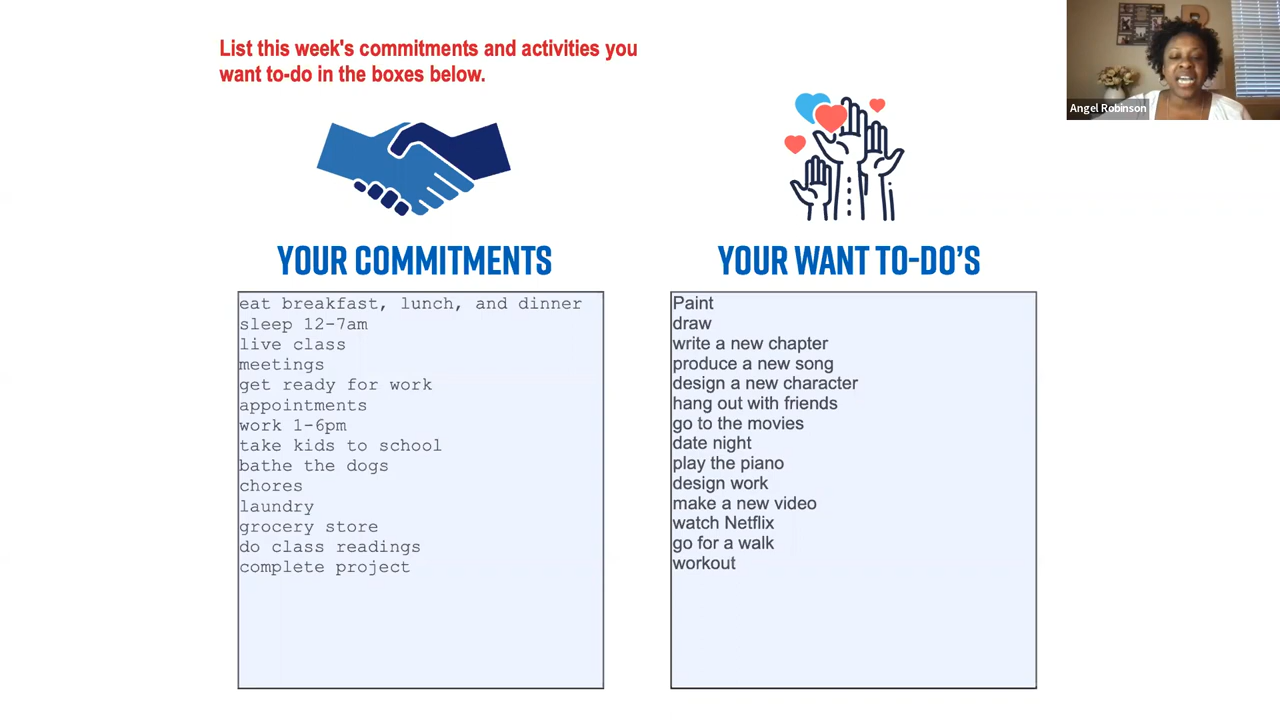 List this week's commitments and activities you
want to-do in the boxes below.
Angel Robinson
YOUR COMMITMENTS
eat breakfast, lunch, and dinner
sleep 12-7am
live class
meetings
get ready for work
appointments
work 1-6pm
take kids to school
bathe the dogs
chores
laundry
grocery store
do class readings
complete project
YOUR WANT TO-DO'S
Paint
draw
write a new chapter
produce a new song
design a new character
hang out with friends
go to the movies
date night
play the piano
design work
make a new video
watch Netflix
go for a walk
workout